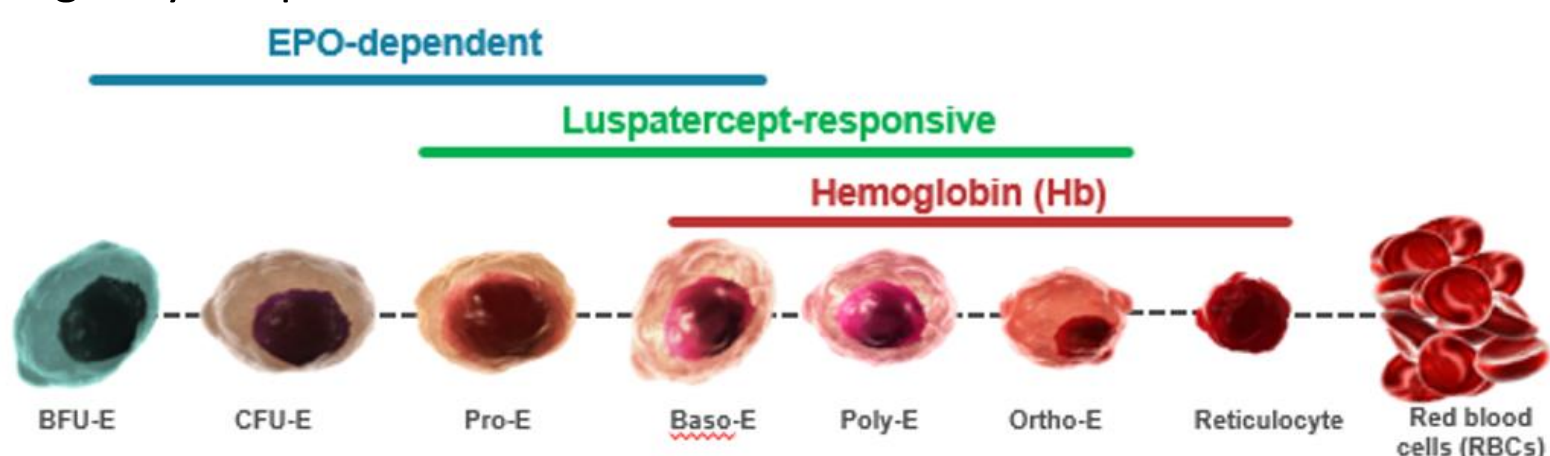 EPO-dependent
Luspatercept-responsive
Hemoglobin (Hb)
BFU-E
CFU-E
Pro-E
Baso-E
Poly-E
Ortho-E
Reticulocyte
Red blood
cells (RBCs)